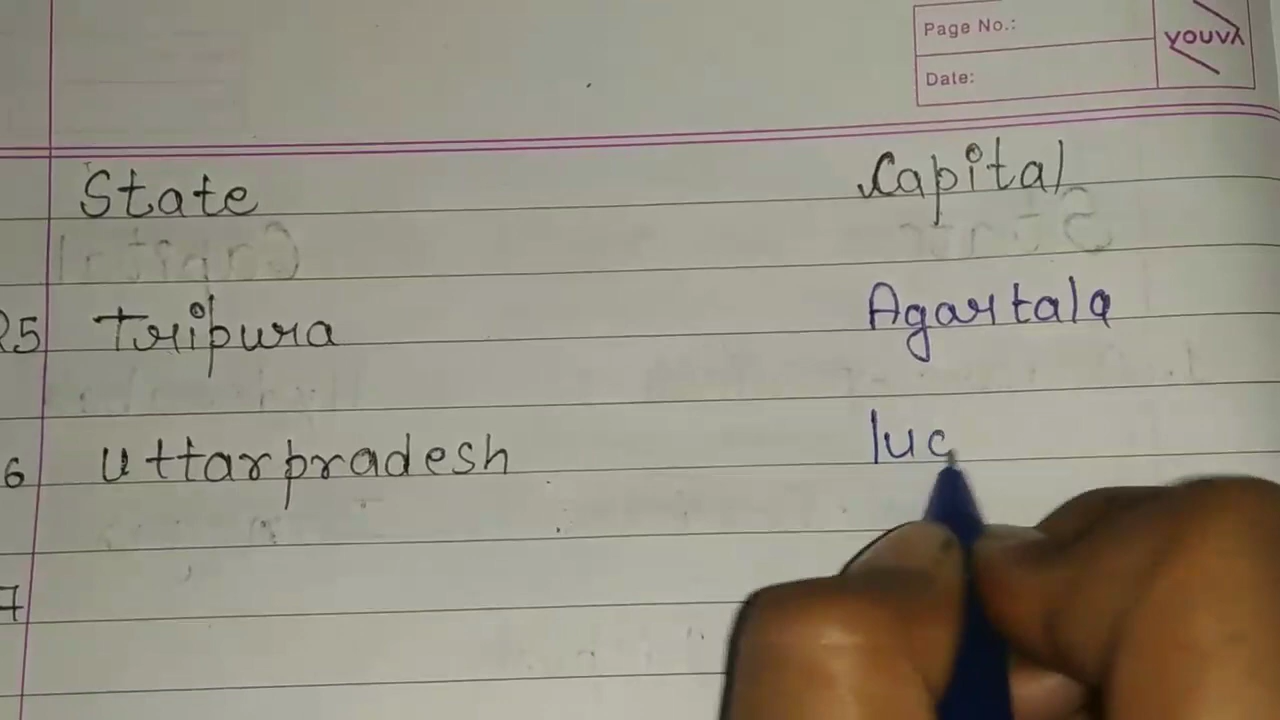 Page No.:
Date:
YOUVA
State Capital
25 Tripura Agartala
6 Uttarpradesh luc
7